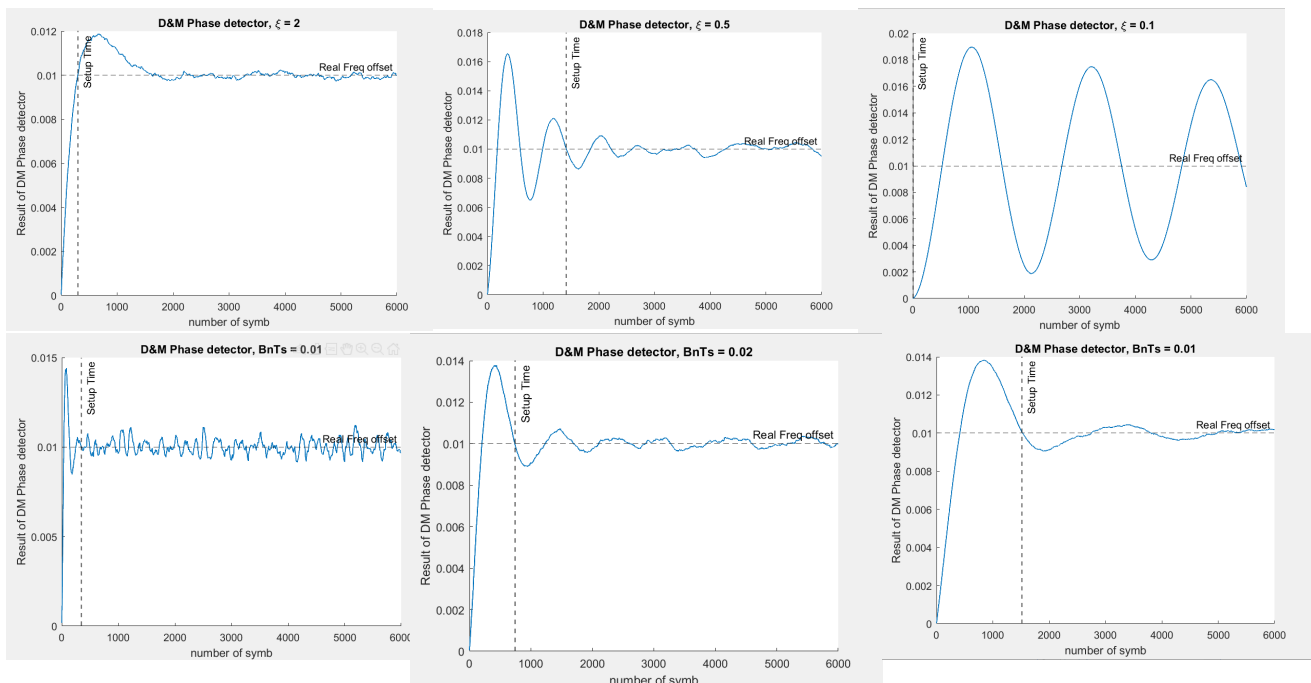 D&M Phase detector, ξ = 2
0.012
0.01
0.008
0.006
0.004
0.002
0
Result of DM Phase detector
Setup Time
Real Freq offset
0 1000 2000 3000 4000 5000 6000
number of symb
D&M Phase detector, ξ = 0.5
0.018
0.016
0.014
0.012
0.01
0.008
0.006
0.004
0.002
0
Result of DM Phase detector
Setup Time
Real Freq offset
0 1000 2000 3000 4000 5000 6000
number of symb
D&M Phase detector, ξ = 0.1
0.02
0.018
0.016
0.014
0.012
0.01
0.008
0.006
0.004
0.002
0
Result of DM Phase detector
Setup Time
Real Freq offset
0 1000 2000 3000 4000 5000 6000
number of symb
D&M Phase detector, BnTs = 0.01
0.015
0.01
0.005
0
Result of DM Phase detector
Setup Time
Real Freq offset
0 1000 2000 3000 4000 5000 6000
number of symb
D&M Phase detector, BnTs = 0.02
0.014
0.012
0.01
0.008
0.006
0.004
0.002
0
Result of DM Phase detector
Setup Time
Real Freq offset
0 1000 2000 3000 4000 5000 6000
number of symb
D&M Phase detector, BnTs = 0.01
0.014
0.012
0.01
0.008
0.006
0.004
0.002
0
Result of DM Phase detector
Setup Time
Real Freq offset
0 1000 2000 3000 4000 5000 6000
number of symb